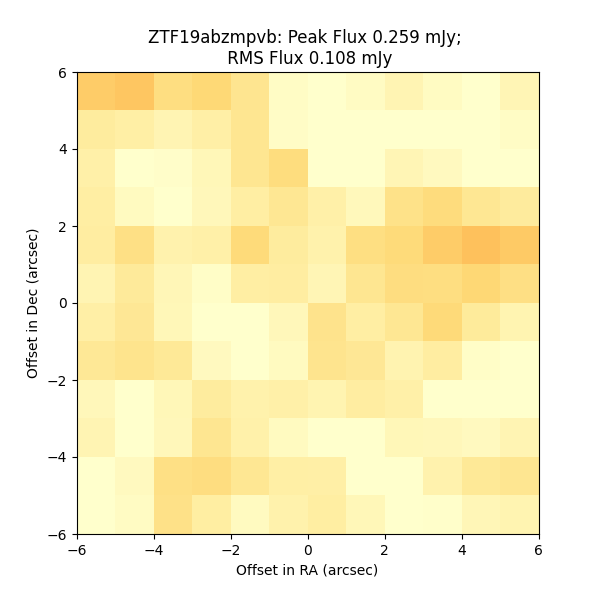 ZTF19abzmpvb: Peak Flux 0.259 mJy;
RMS Flux 0.108 mJy
6
4
2
0
−2
−4
−6
Offset in Dec (arcsec)
−6 −4 −2 0 2 4 6
Offset in RA (arcsec)